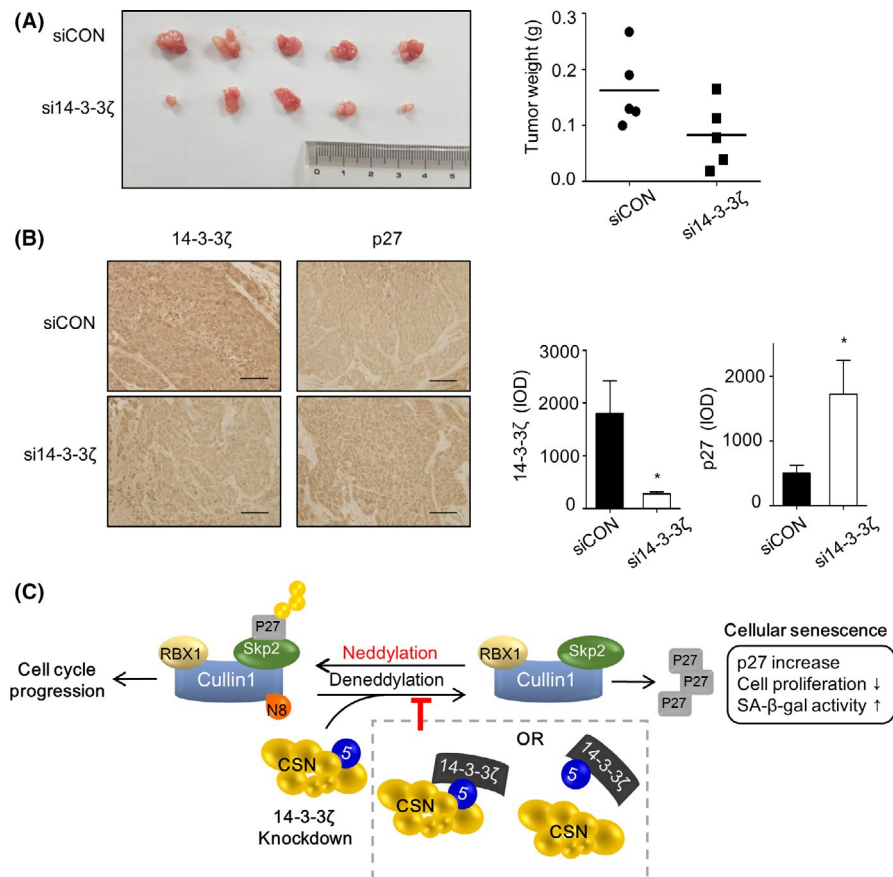 (A)
siCON
si14-3-3ζ
0 1 2 3 4 5
Tumor weight (g)
0.3
0.2
0.1
0.0
siCON
si14-3-3ζ
(B)
14-3-3ζ
p27
siCON
si14-3-3ζ
14-3-3ζ (IOD)
3000
2000
1000
0
*
siCON
si14-3-3ζ
p27 (IOD)
2000
1000
0
*
siCON
si14-3-3ζ
(C)
Cell cycle
progression
P27
RBX1
Skp2
Cullin1
N8
Neddylation
Deneddylation
RBX1
Skp2
Cullin1
P27
P27
P27
Cellular senescence
p27 increase
Cell proliferation ↓
SA-β-gal activity ↑
5
CSN
14-3-3ζ
Knockdown
OR
14-3-3ζ
5
CSN
14-3-3ζ
5
CSN